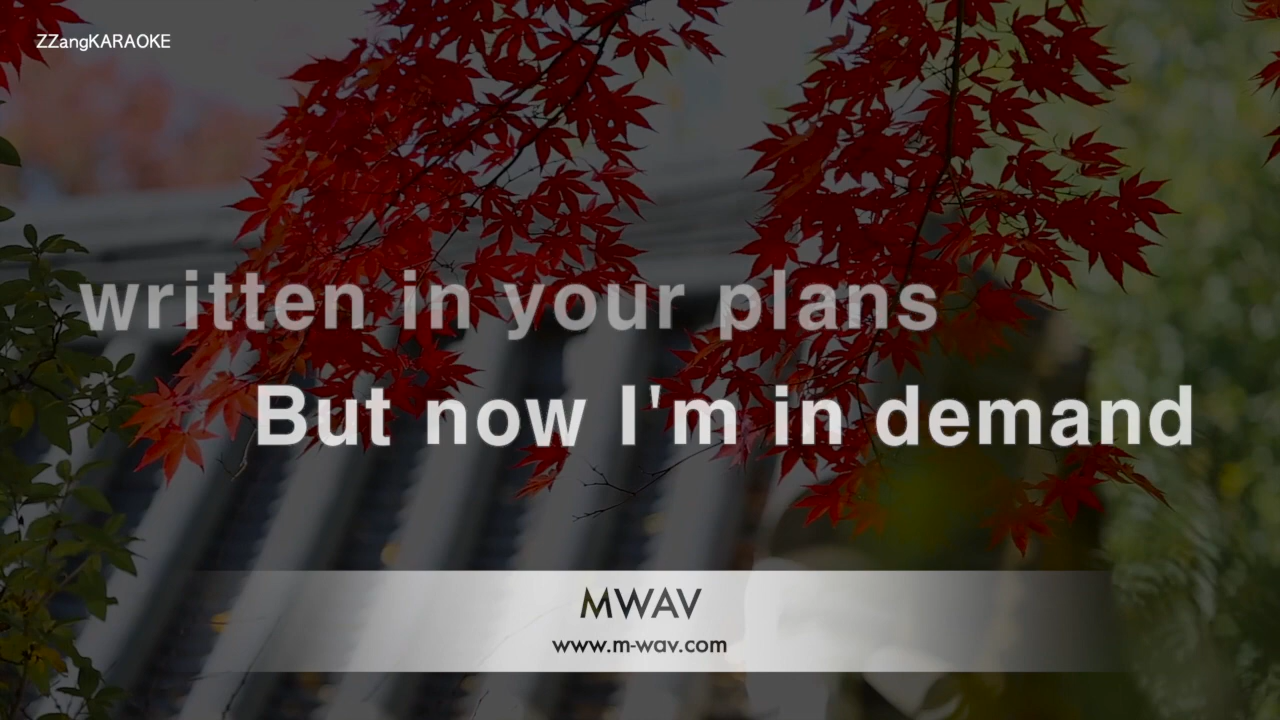 ZZangKARAOKE
written in your plans
But now I'm in demand
MWAV
www.m-wav.com